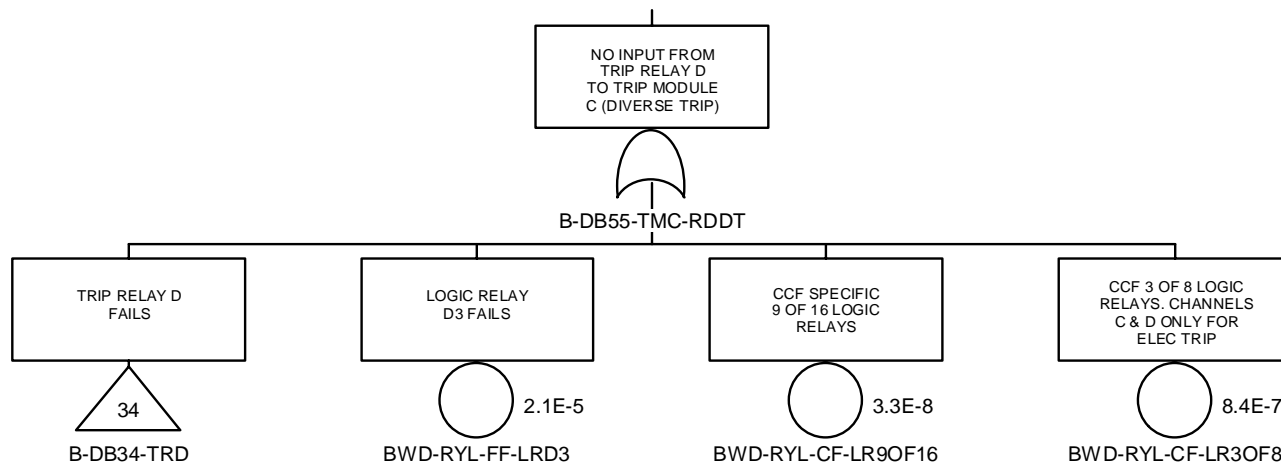 NO INPUT FROM
TRIP RELAY D
TO TRIP MODULE
C (DIVERSE TRIP)
B-DB55-TMC-RDDT
TRIP RELAY D
FAILS
34
B-DB34-TRD
LOGIC RELAY
D3 FAILS
2.1E-5
BWD-RYL-FF-LRD3
CCF SPECIFIC
9 OF 16 LOGIC
RELAYS
3.3E-8
BWD-RYL-CF-LR9OF16
CCF 3 OF 8 LOGIC
RELAYS. CHANNELS
C & D ONLY FOR
ELEC TRIP
8.4E-7
BWD-RYL-CF-LR3OF8